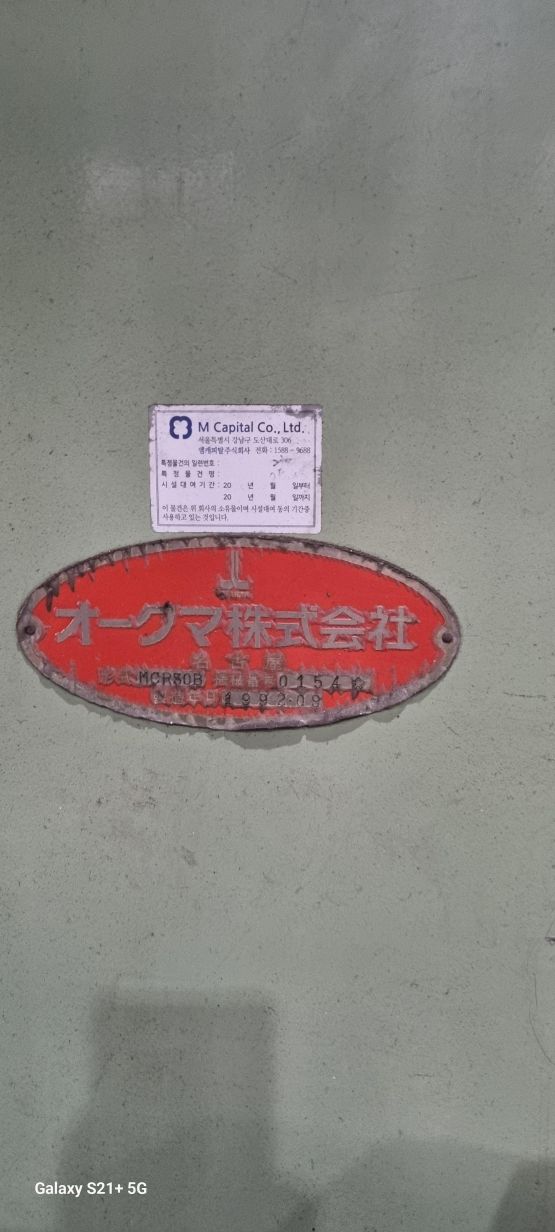 M Capital Co., Ltd.
서울특별시 강남구 도산대로 306
엠캐피탈주식회사 전화 : 1588 - 9688
특정물건의 일련번호 :
특 정 물 건 명 :
시 설 대 여 기 간 : 20 년 월 일부터
20 년 월 일까지
이 물건은 위 회사의 소유물이며 시설대여 등의 기간중
사용하고 있는 것입니다.
オークマ株式会社
名古屋
形式 MCR30B 機械番号 0154
製造年月 1992.09
Galaxy S21+ 5G